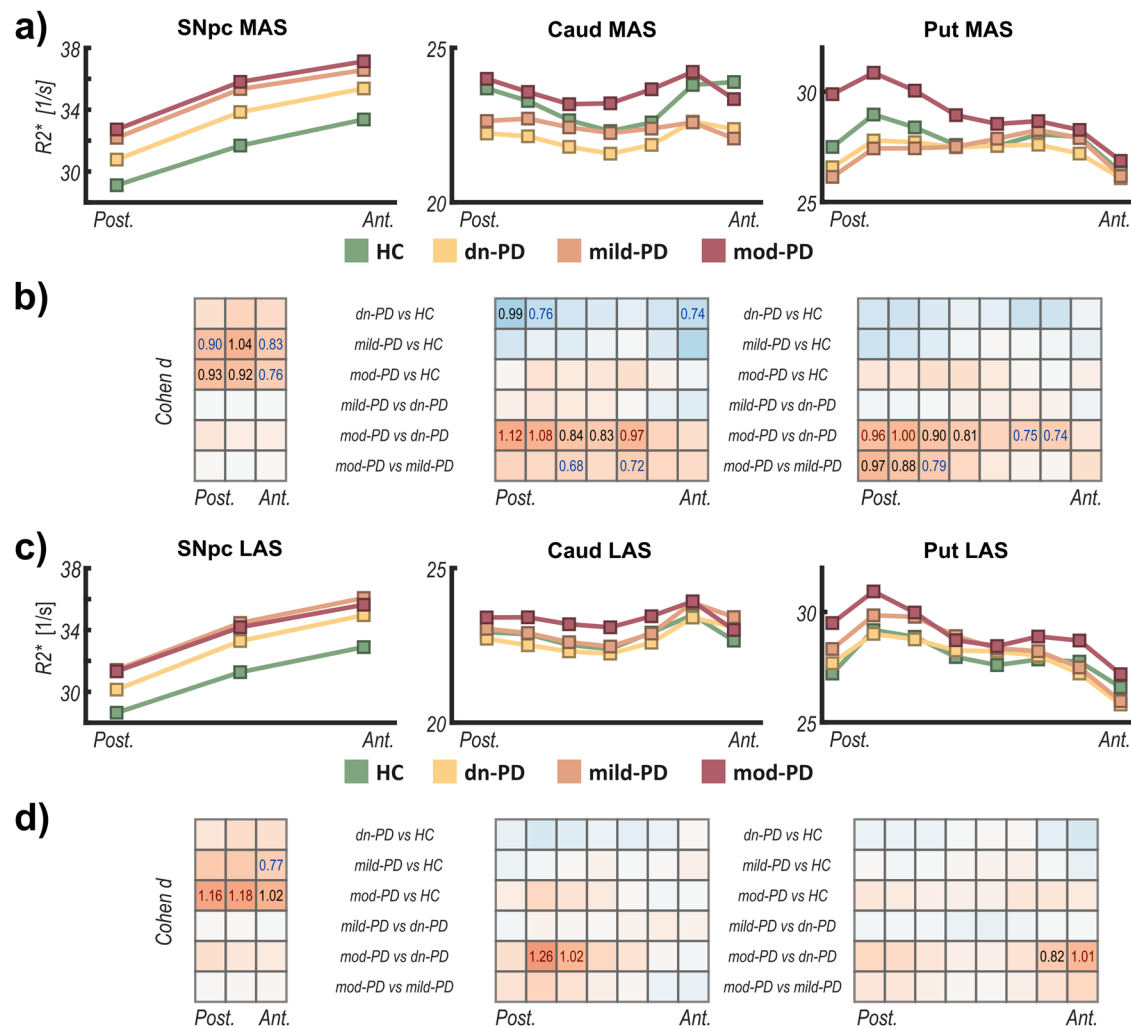 a)
SNpc MAS
Caud MAS
Put MAS
R2* [1/s]
38
34
30
25
20
30
25
Post.
Ant.
Post.
Ant.
Post.
Ant.
HC
dn-PD
mild-PD
mod-PD
b)
Cohen d
dn-PD vs HC
0.99 0.76 0.74
dn-PD vs HC
0.90 1.04 0.83
mild-PD vs HC
mild-PD vs HC
0.93 0.92 0.76
mod-PD vs HC
mod-PD vs HC
mild-PD vs dn-PD
mild-PD vs dn-PD
mod-PD vs dn-PD
1.12 1.08 0.84 0.83 0.97
mod-PD vs dn-PD
0.96 1.00 0.90 0.81 0.75 0.74
mod-PD vs mild-PD
0.68 0.72
mod-PD vs mild-PD
0.97 0.88 0.79
Post.
Ant.
Post.
Ant.
Post.
Ant.
c)
SNpc LAS
Caud LAS
Put LAS
R2* [1/s]
38
34
30
25
20
30
25
Post.
Ant.
Post.
Ant.
Post.
Ant.
HC
dn-PD
mild-PD
mod-PD
d)
Cohen d
dn-PD vs HC
dn-PD vs HC
0.77
mild-PD vs HC
mild-PD vs HC
1.16 1.18 1.02
mod-PD vs HC
mod-PD vs HC
mild-PD vs dn-PD
mild-PD vs dn-PD
mod-PD vs dn-PD
1.26 1.02
mod-PD vs dn-PD
0.82 1.01
mod-PD vs mild-PD
mod-PD vs mild-PD
Post.
Ant.
Post.
Ant.
Post.
Ant.